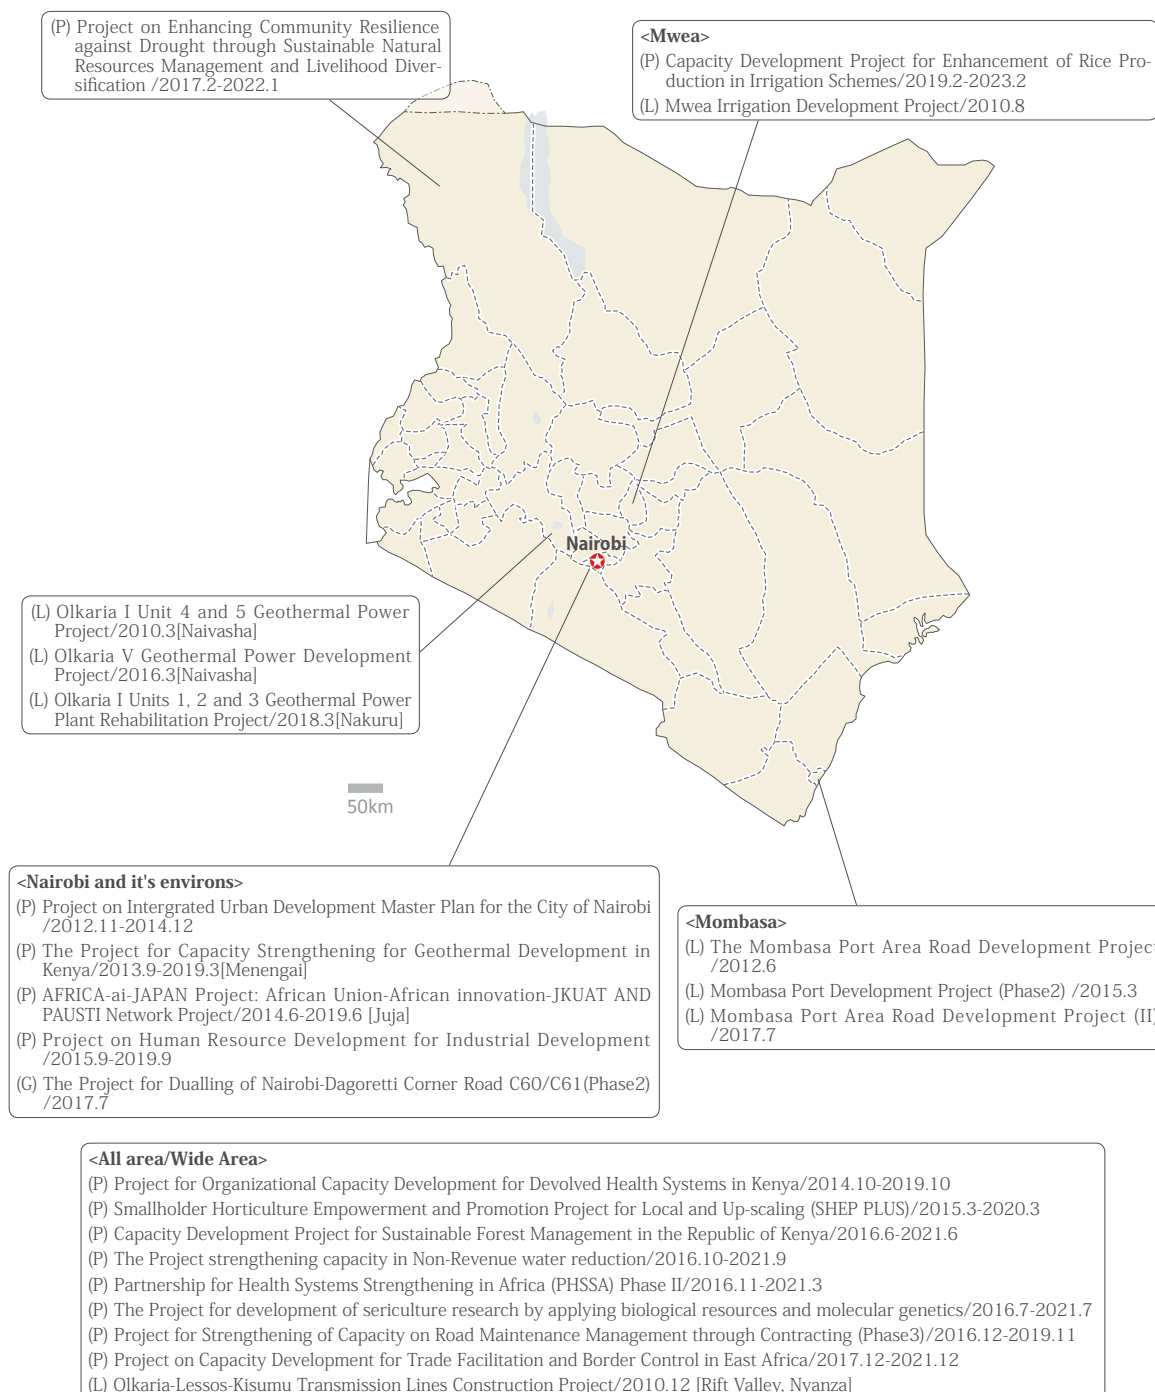 (P) Project on Enhancing Community Resilience
against Drought through Sustainable Natural
Resources Management and Livelihood Diver-
sification /2017.2-2022.1
<Mwea>
(P) Capacity Development Project for Enhancement of Rice Pro-
duction in Irrigation Schemes/2019.2-2023.2
(L) Mwea Irrigation Development Project/2010.8
Nairobi
(L) Olkaria I Unit 4 and 5 Geothermal Power
Project/2010.3[Naivasha]
(L) Olkaria V Geothermal Power Development
Project/2016.3[Naivasha]
(L) Olkaria I Units 1, 2 and 3 Geothermal Power
Plant Rehabilitation Project/2018.3[Nakuru]
50km
<Nairobi and it's environs>
(P) Project on Intergrated Urban Development Master Plan for the City of Nairobi
/2012.11-2014.12
(P) The Project for Capacity Strengthening for Geothermal Development in
Kenya/2013.9-2019.3[Menengai]
(P) AFRICA-ai-JAPAN Project: African Union-African innovation-JKUAT AND
PAUSTI Network Project/2014.6-2019.6 [Juja]
(P) Project on Human Resource Development for Industrial Development
/2015.9-2019.9
(G) The Project for Dualling of Nairobi-Dagoretti Corner Road C60/C61(Phase2)
/2017.7
<Mombasa>
(L) The Mombasa Port Area Road Development Project
/2012.6
(L) Mombasa Port Development Project (Phase2) /2015.3
(L) Mombasa Port Area Road Development Project (II)
/2017.7
<All area/Wide Area>
(P) Project for Organizational Capacity Development for Devolved Health Systems in Kenya/2014.10-2019.10
(P) Smallholder Horticulture Empowerment and Promotion Project for Local and Up-scaling (SHEP PLUS)/2015.3-2020.3
(P) Capacity Development Project for Sustainable Forest Management in the Republic of Kenya/2016.6-2021.6
(P) The Project strengthening capacity in Non-Revenue water reduction/2016.10-2021.9
(P) Partnership for Health Systems Strengthening in Africa (PHSSA) Phase II/2016.11-2021.3
(P) The Project for development of sericulture research by applying biological resources and molecular genetics/2016.7-2021.7
(P) Project for Strengthening of Capacity on Road Maintenance Management through Contracting (Phase3)/2016.12-2019.11
(P) Project on Capacity Development for Trade Facilitation and Border Control in East Africa/2017.12-2021.12
(L) Olkaria-Lessos-Kisumu Transmission Lines Construction Project/2010.12 [Rift Valley, Nyanza]